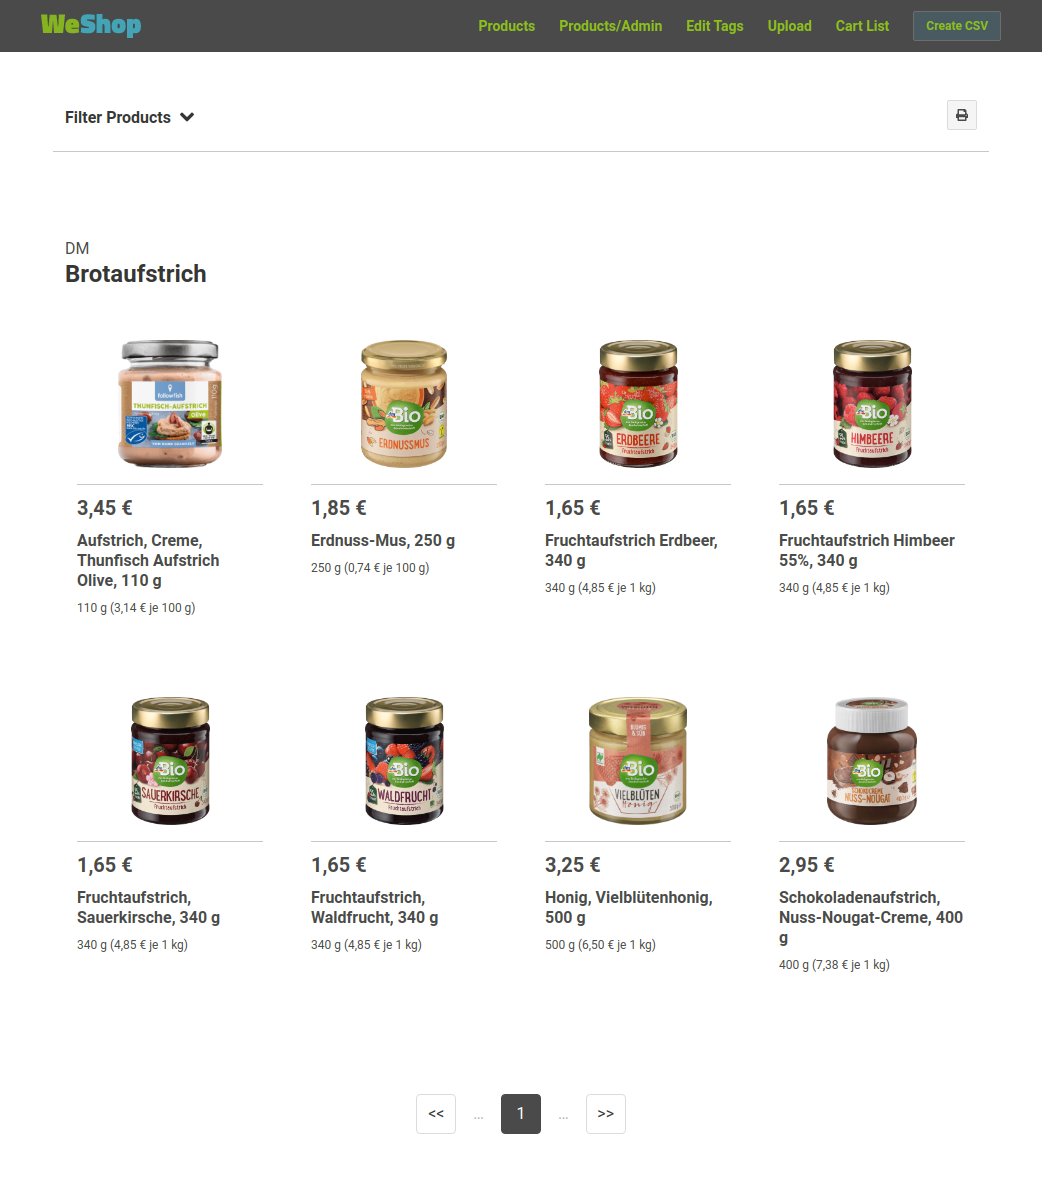 WeShop
Products Products/Admin Edit Tags Upload Cart List Create CSV
Filter Products
DM
Brotaufstrich
followfish
THUNFISCH-AUFSTRICH
Olive
110g
Bio
ERDNUSSMUS
Bio
ERDBEERE
Fruchtaufstrich
Bio
HIMBEERE
Fruchtaufstrich
3,45 €
Aufstrich, Creme,
Thunfisch Aufstrich
Olive, 110 g
110 g (3,14 € je 100 g)
1,85 €
Erdnuss-Mus, 250 g
250 g (0,74 € je 100 g)
1,65 €
Fruchtaufstrich Erdbeer,
340 g
340 g (4,85 € je 1 kg)
1,65 €
Fruchtaufstrich Himbeer
55%, 340 g
340 g (4,85 € je 1 kg)
Bio
SAUERKIRSCHE
Fruchtaufstrich
Bio
WALDFRUCHT
Fruchtaufstrich
Bio
VIELBLÜTEN
Honig
Bio
SCHOKOCREME
NUSS-NOUGAT
1,65 €
Fruchtaufstrich,
Sauerkirsche, 340 g
340 g (4,85 € je 1 kg)
1,65 €
Fruchtaufstrich,
Waldfrucht, 340 g
340 g (4,85 € je 1 kg)
3,25 €
Honig, Vielblütenhonig,
500 g
500 g (6,50 € je 1 kg)
2,95 €
Schokoladenaufstrich,
Nuss-Nougat-Creme, 400
g
400 g (7,38 € je 1 kg)
<< ... 1 ... >>